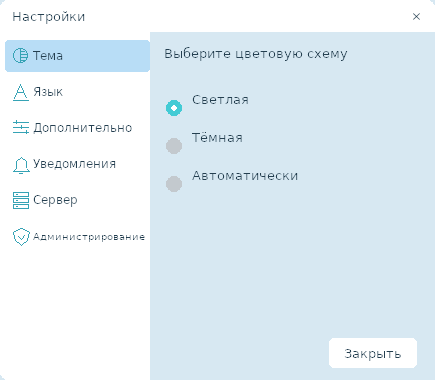 Настройки
Тема
Язык
Дополнительно
Уведомления
Сервер
Администрирование
Выберите цветовую схему
Светлая
Тёмная
Автоматически
Закрыть